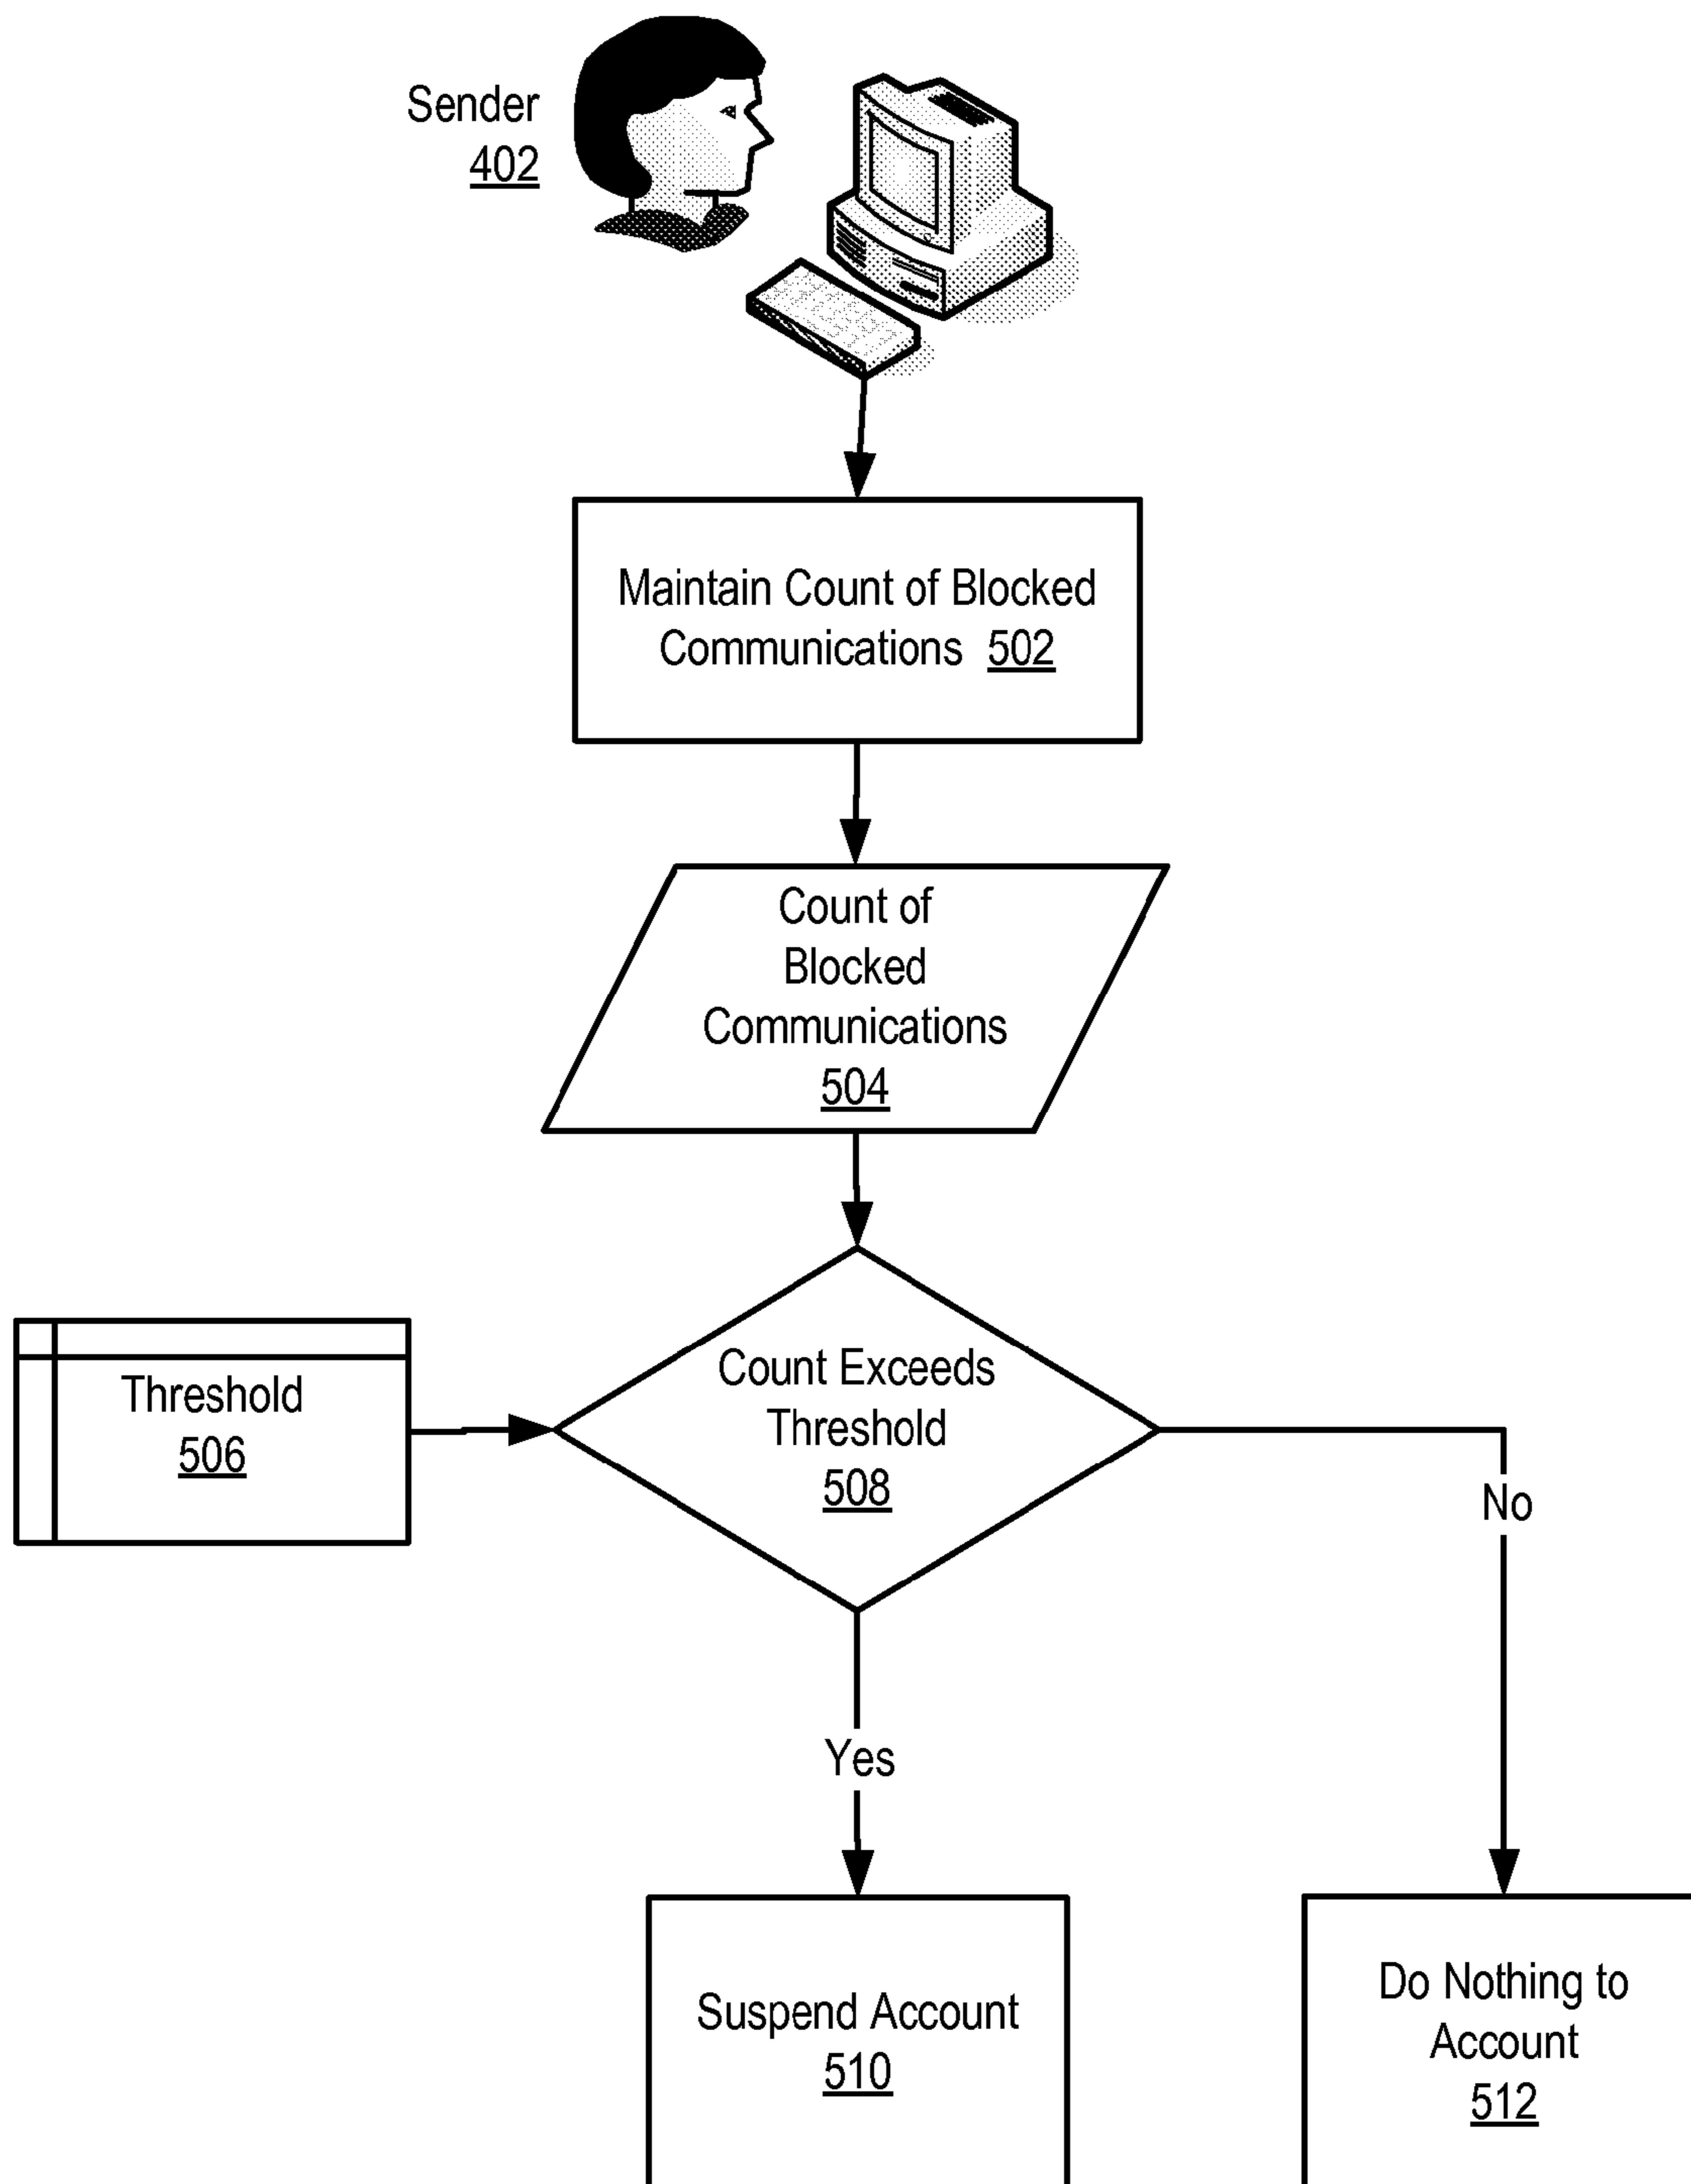 Sender
402
Maintain Count of Blocked
Communications 502
Count of
Blocked
Communications
504
Threshold
506
Count Exceeds
Threshold
508
No
Yes
Suspend Account
510
Do Nothing to
Account
512